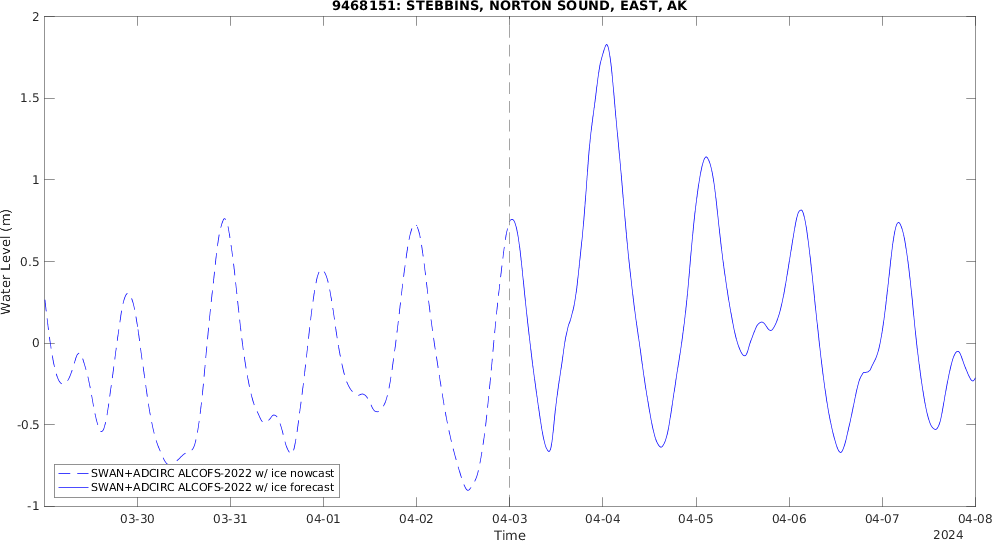 9468151: STEBBINS, NORTON SOUND, EAST, AK
2
1.5
1
0.5
0
-0.5
-1
Water Level (m)
SWAN+ADCIRC ALCOFS-2022 w/ ice nowcast
SWAN+ADCIRC ALCOFS-2022 w/ ice forecast
03-30 03-31 04-01 04-02 04-03 04-04 04-05 04-06 04-07 04-08
Time
2024